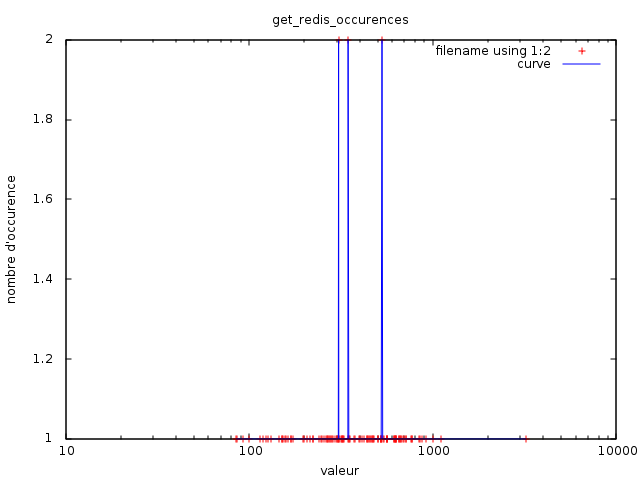 get_redis_occurences
filename using 1:2
curve
nombre d'occurence
2
1.8
1.6
1.4
1.2
1
10
100
1000
10000
valeur